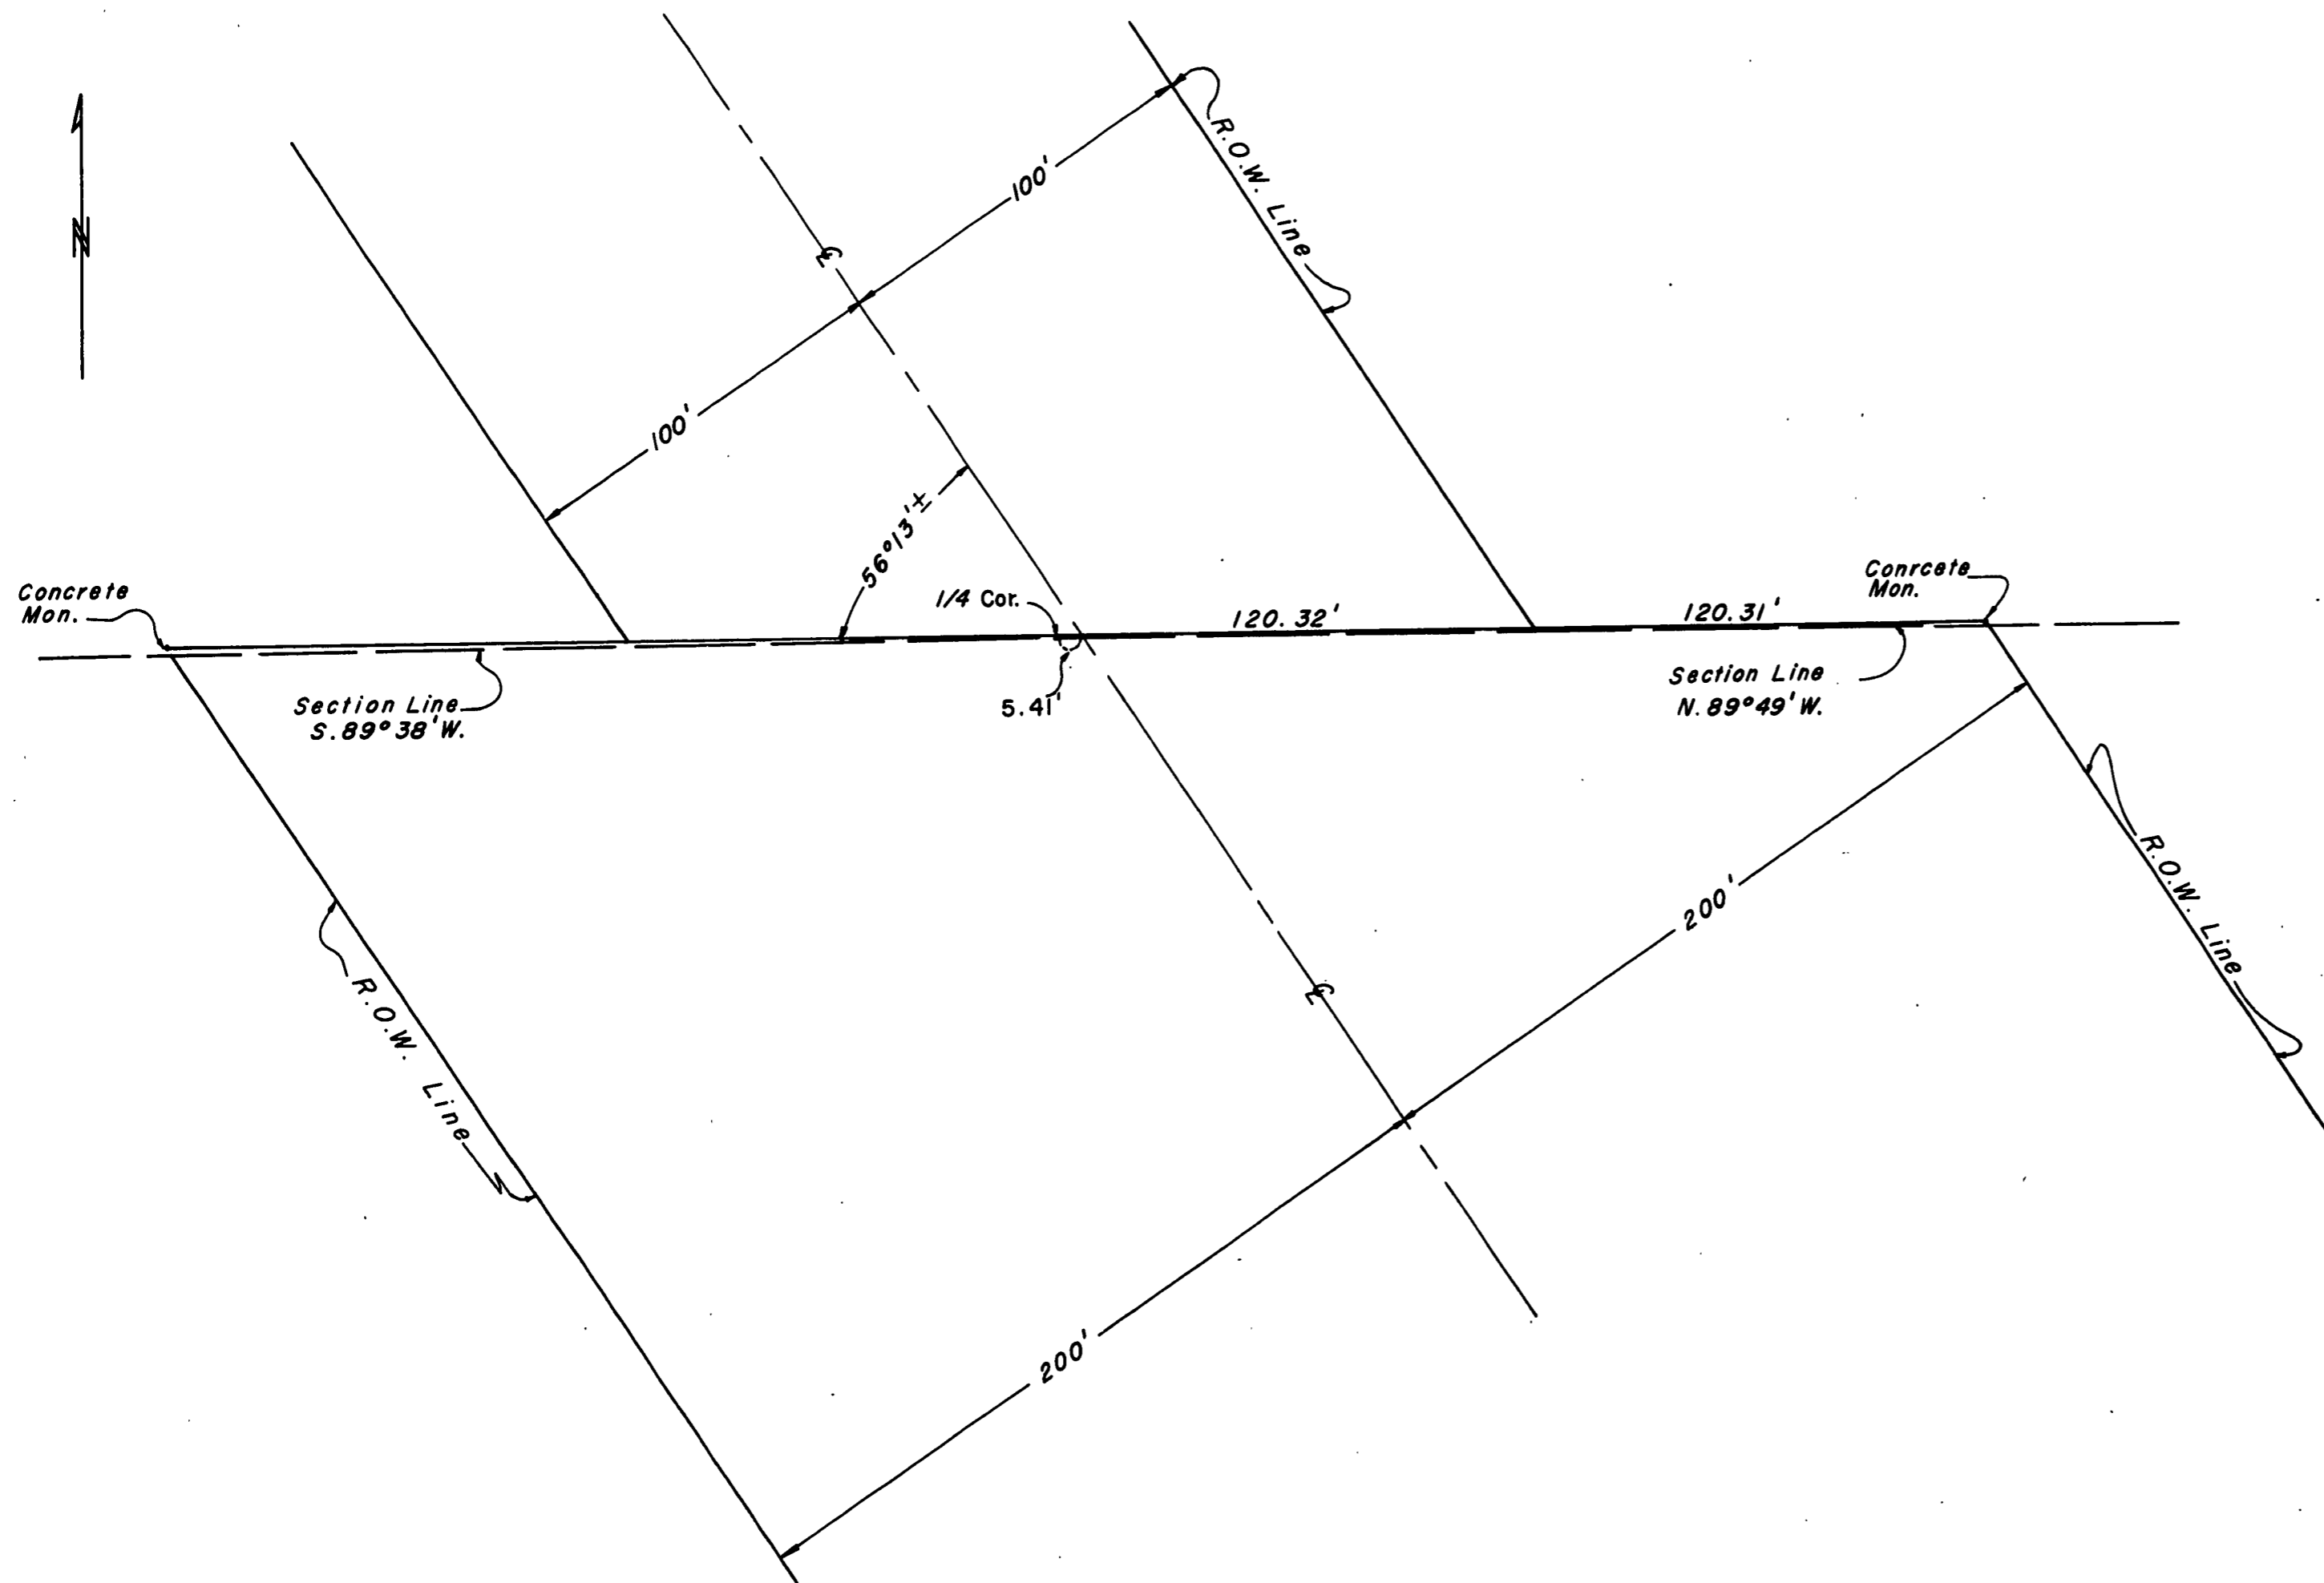 N
R.O.W. Line
100'
℄
100'
56°13'±
Concrete
Mon.
1/4 Cor.
120.32'
120.31'
Conrcete
Mon.
5.41'
Section Line
S. 89°38' W.
Section Line
N. 89°49' W.
R.O.W. Line
200'
℄
R.O.W. Line
200'